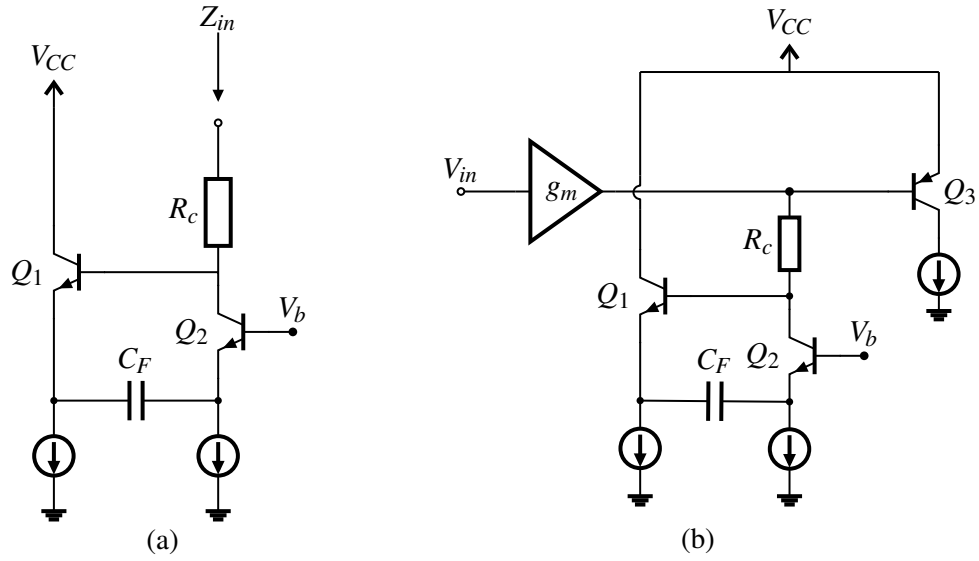 Z_in
V_CC
R_c
Q_1
Q_2
V_b
C_F
(a)
V_CC
V_in
g_m
Q_3
R_c
Q_1
V_b
Q_2
C_F
(b)